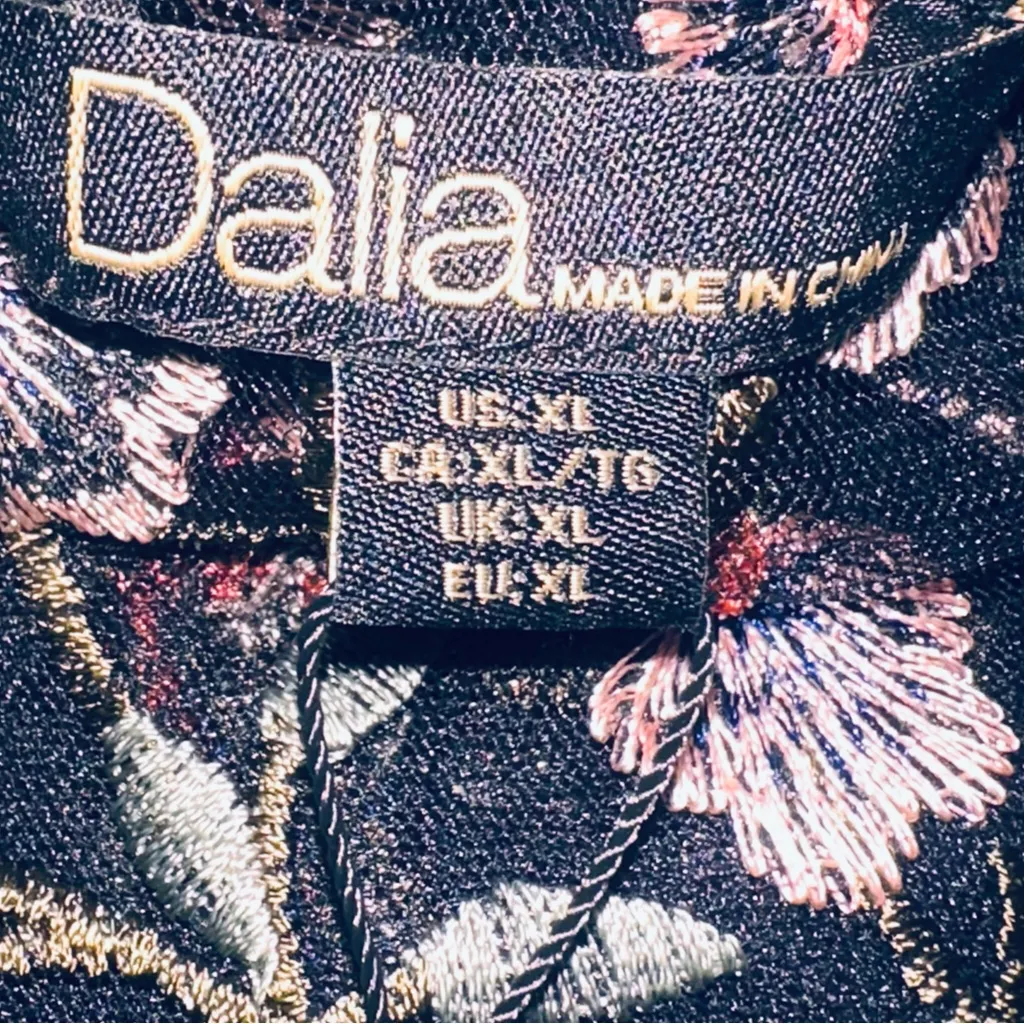 Dalia MADE IN CHINA
US: XL
CA: XL/TG
UK: XL
EU: XL